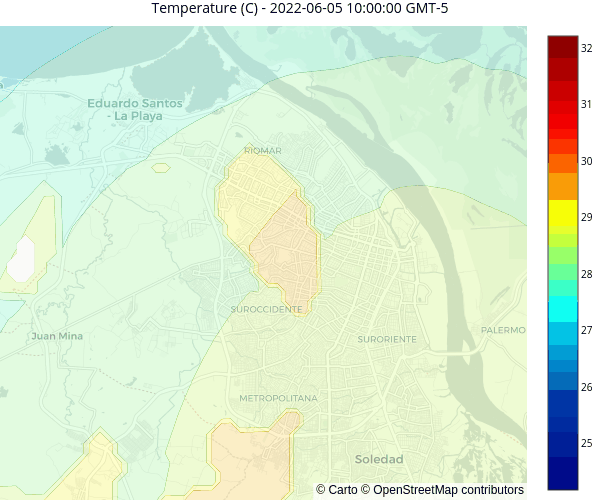 Temperature (C) - 2022-06-05 10:00:00 GMT-5
32
Eduardo Santos
- La Playa
31
RIOMAR
30
29
28
SUROCCIDENTE
Juan Mina
SURORIENTE
PALERMO
27
26
METROPOLITANA
25
Soledad
© Carto © OpenStreetMap contributors